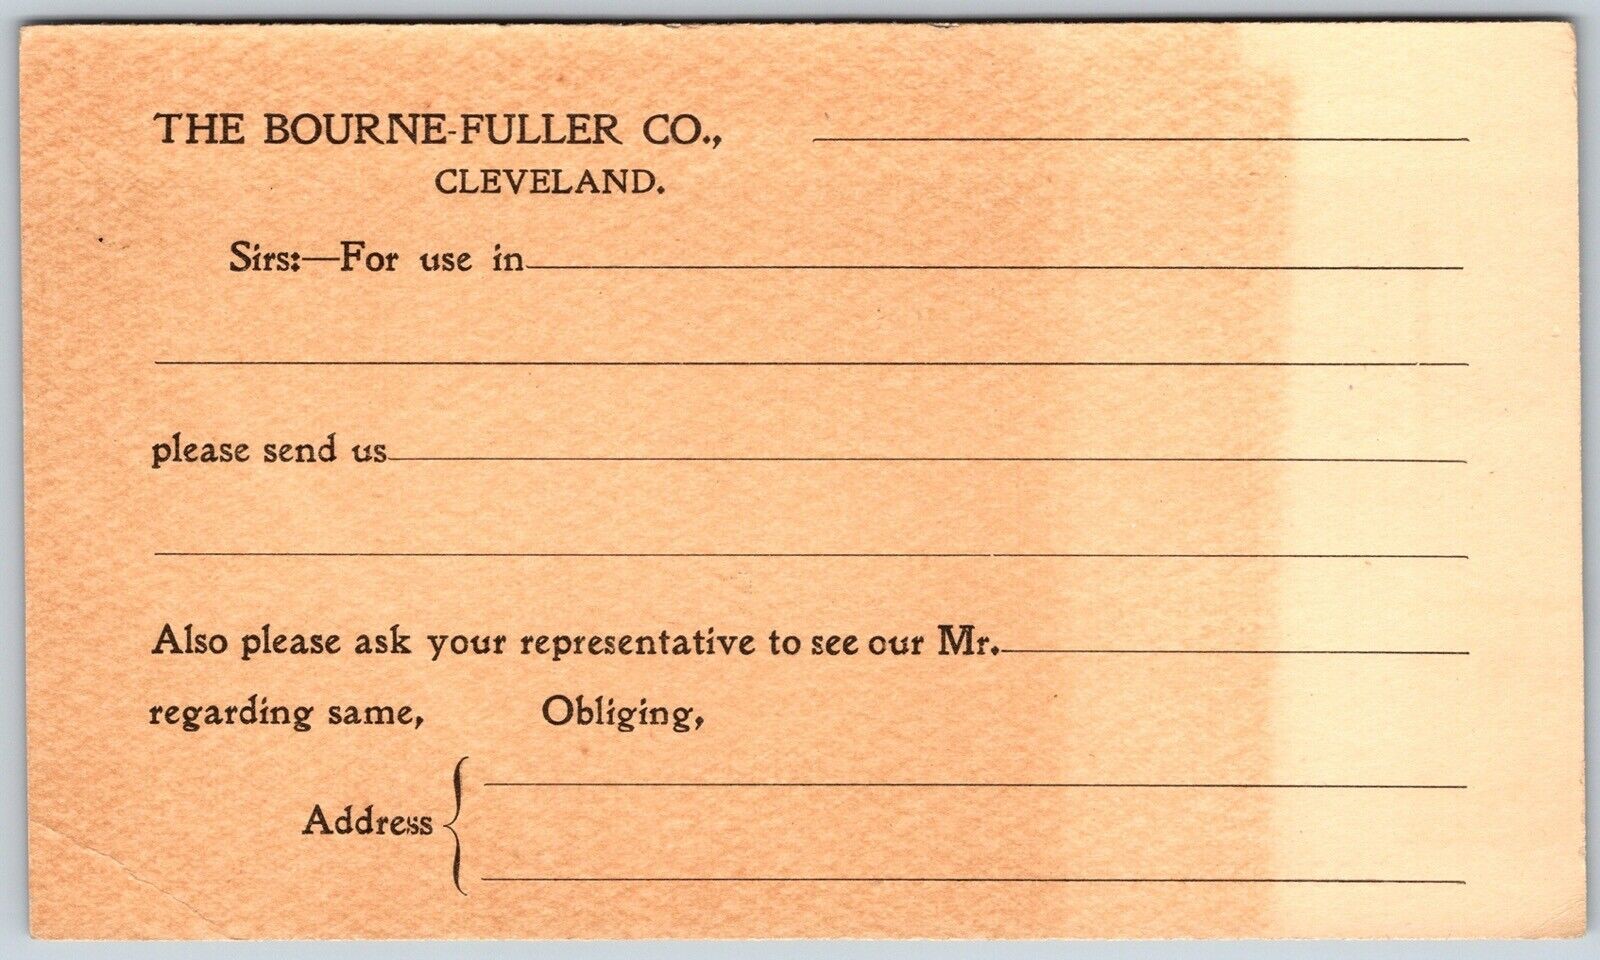 THE BOURNE-FULLER CO.,
CLEVELAND.
Sirs:—For use in
please send us
Also please ask your representative to see our Mr.
regarding same, Obliging,
Address